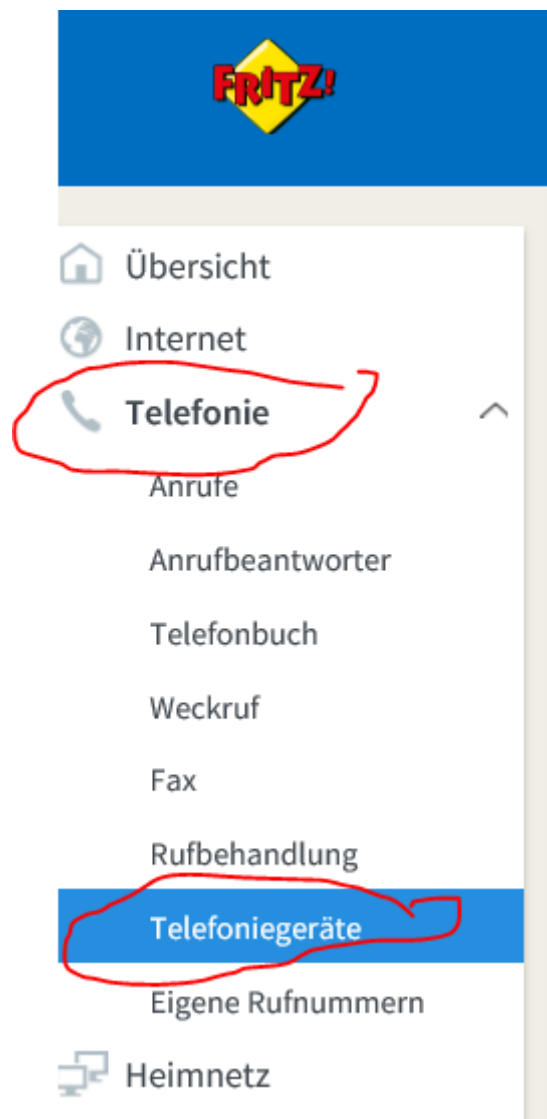 FRITZ!
Übersicht
Internet
Telefonie
Anrufe
Anrufbeantworter
Telefonbuch
Weckruf
Fax
Rufbehandlung
Telefoniegeräte
Eigene Rufnummern
Heimnetz